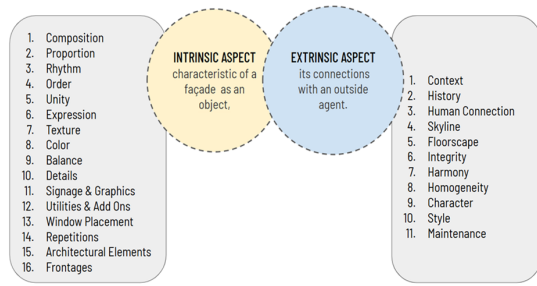 1. Composition
2. Proportion
3. Rhythm
4. Order
5. Unity
6. Expression
7. Texture
8. Color
9. Balance
10. Details
11. Signage & Graphics
12. Utilities & Add Ons
13. Window Placement
14. Repetitions
15. Architectural Elements
16. Frontages
INTRINSIC ASPECT
characteristic of a
façade as an
object,
EXTRINSIC ASPECT
its connections
with an outside
agent.
1. Context
2. History
3. Human Connection
4. Skyline
5. Floorscape
6. Integrity
7. Harmony
8. Homogeneity
9. Character
10. Style
11. Maintenance